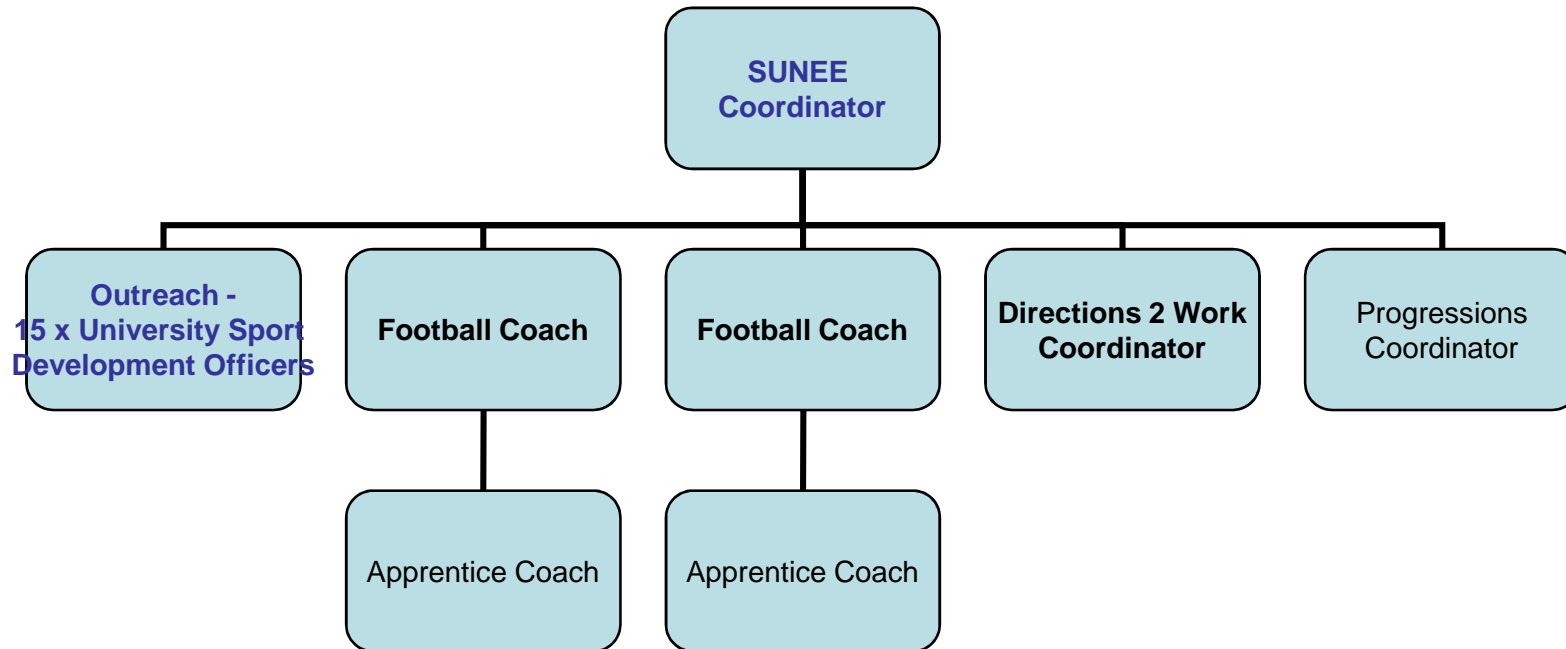 SUNEE
Coordinator
Outreach -
15 x University Sport
Development Officers
Football Coach
Football Coach
Directions 2 Work
Coordinator
Progressions
Coordinator
Apprentice Coach
Apprentice Coach